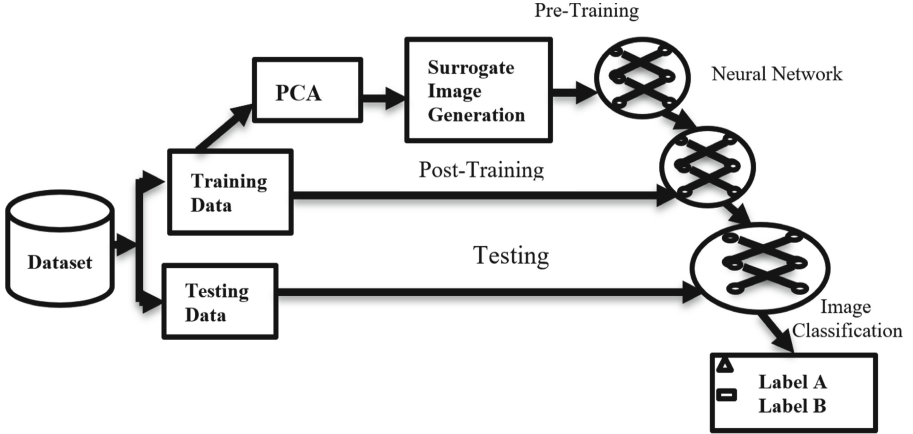 Pre-Training
Neural Network
PCA
Surrogate
Image
Generation
Post-Training
Training
Data
Dataset
Testing
Testing
Data
Image
Classification
Label A
Label B